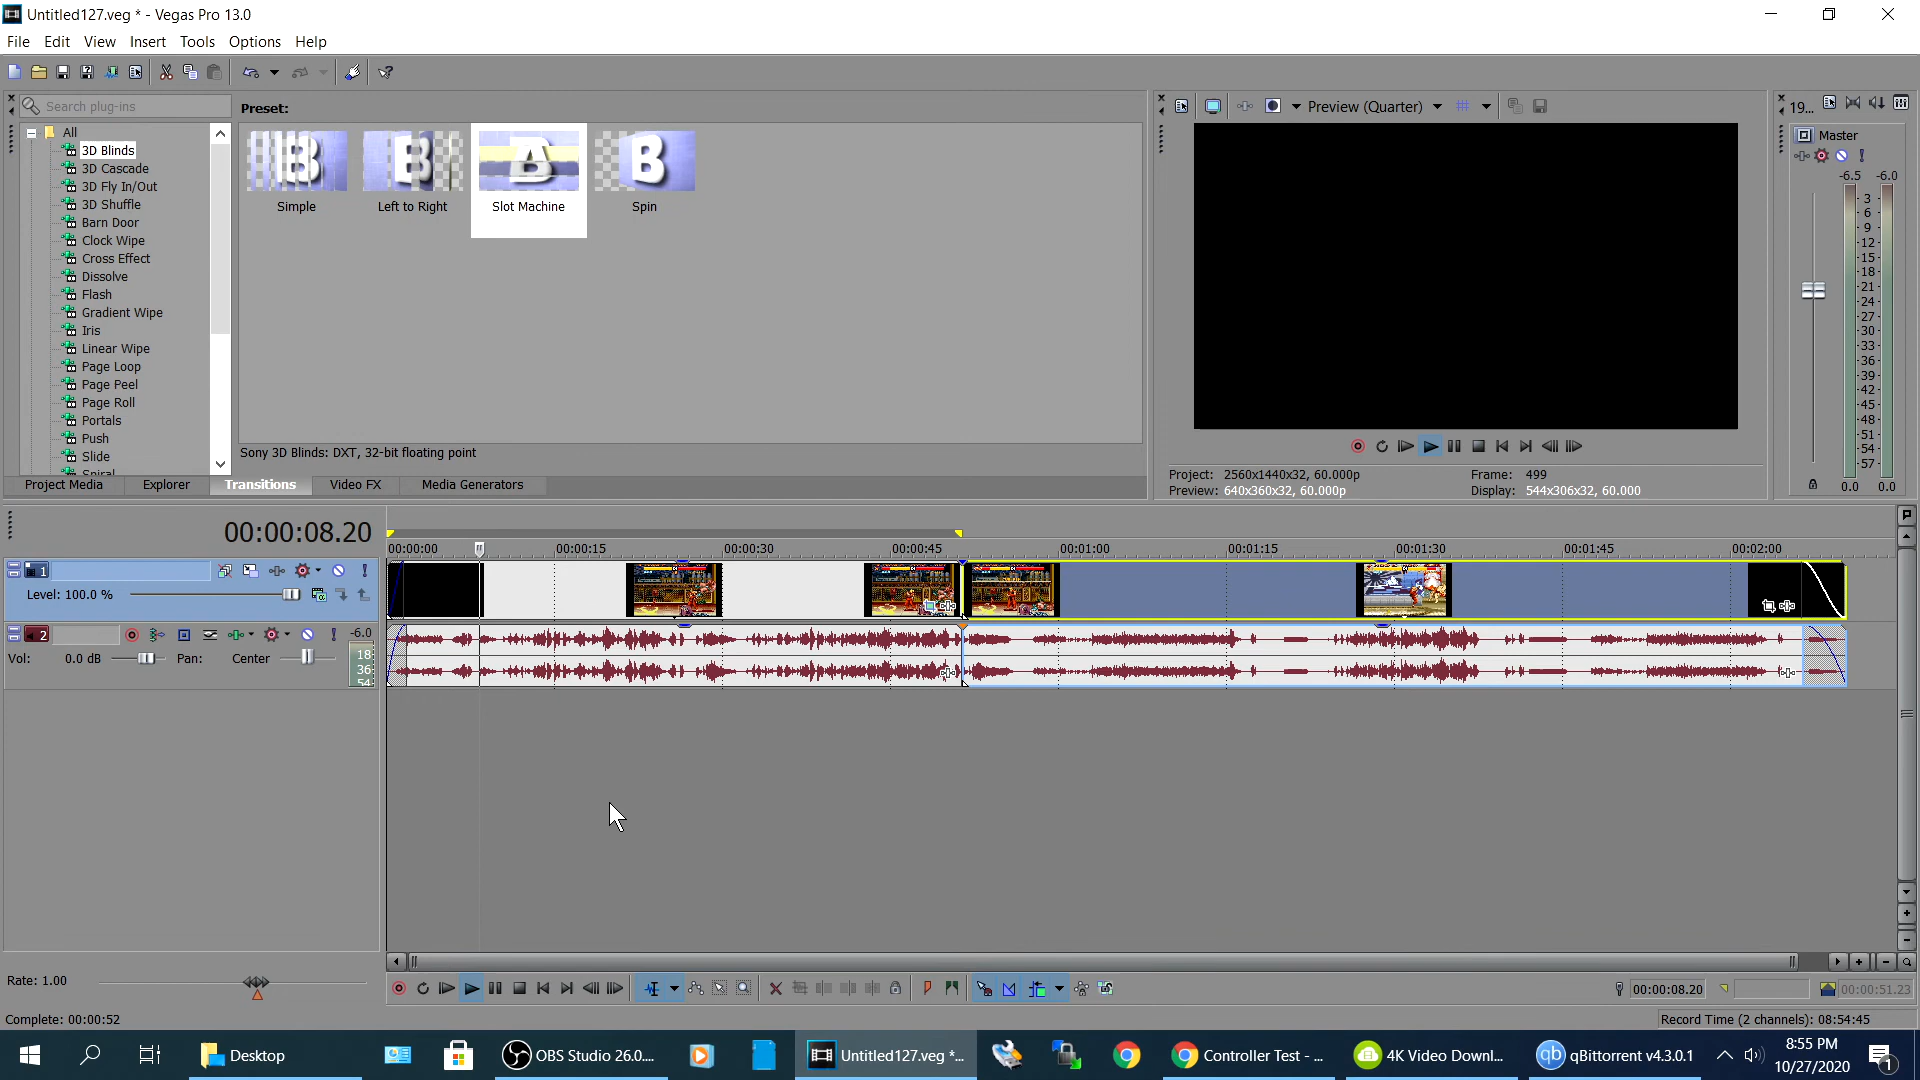 Untitled127.veg * - Vegas Pro 13.0
File Edit View Insert Tools Options Help
Search plug-ins
Preset:
All
3D Blinds
3D Cascade
3D Fly In/Out
3D Shuffle
Barn Door
Clock Wipe
Cross Effect
Dissolve
Flash
Gradient Wipe
Iris
Linear Wipe
Page Loop
Page Peel
Page Roll
Portals
Push
Slide
Spiral
Simple Left to Right Slot Machine Spin
Sony 3D Blinds: DXT, 32-bit floating point
Project Media Explorer Transitions Video FX Media Generators
Preview (Quarter)
Project: 2560x1440x32, 60.000p Frame: 499
Preview: 640x360x32, 60.000p Display: 544x306x32, 60.000
19...
Master
-6.5 -6.0
3
6
9
12
15
18
21
24
27
30
33
36
39
42
45
48
51
54
57
0.0 0.0
00:00:08.20
00:00:00 00:00:15 00:00:30 00:00:45 00:01:00 00:01:15 00:01:30 00:01:45 00:02:00
1
Level: 100.0 %
2
-6.0
Vol: 0.0 dB Pan: Center
18
36
54
Rate: 1.00
00:00:08.20 00:00:51.23
Complete: 00:00:52
Record Time (2 channels): 08:54:45
Desktop OBS Studio 26.0.... Untitled127.veg *... Controller Test - ... 4K Video Downl... qBittorrent v4.3.0.1
8:55 PM
10/27/2020
1